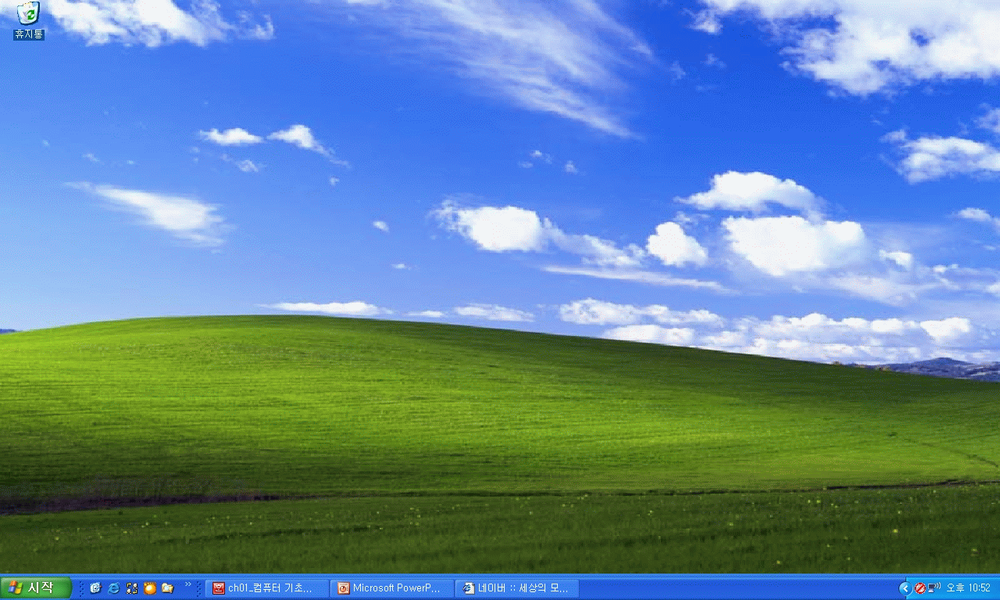 휴지통
시작
ch01_컴퓨터 기초...
Microsoft PowerP...
네이버 :: 세상의 모...
오후 10:52